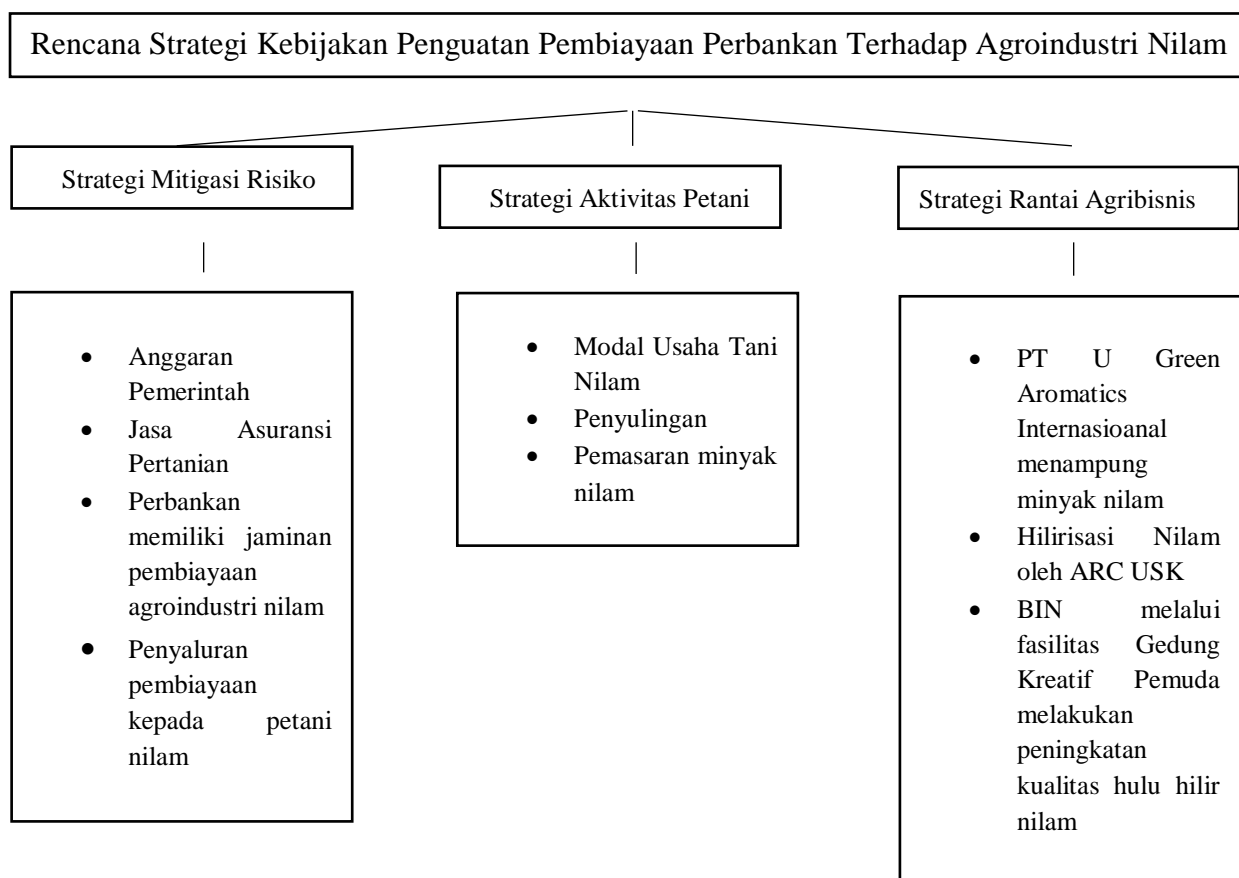 Rencana Strategi Kebijakan Penguatan Pembiayaan Perbankan Terhadap Agroindustri Nilam
Strategi Mitigasi Risiko
Strategi Aktivitas Petani
Strategi Rantai Agribisnis
• Anggaran
Pemerintah
• Jasa Asuransi
Pertanian
• Perbankan
memiliki jaminan
pembiayaan
agroindustri nilam
• Penyaluran
pembiayaan
kepada petani
nilam
• Modal Usaha Tani
Nilam
• Penyulingan
• Pemasaran minyak
nilam
• PT U Green
Aromatics
Internasioanal
menampung
minyak nilam
• Hilirisasi Nilam
oleh ARC USK
• BIN melalui
fasilitas Gedung
Kreatif Pemuda
melakukan
peningkatan
kualitas hulu hilir
nilam